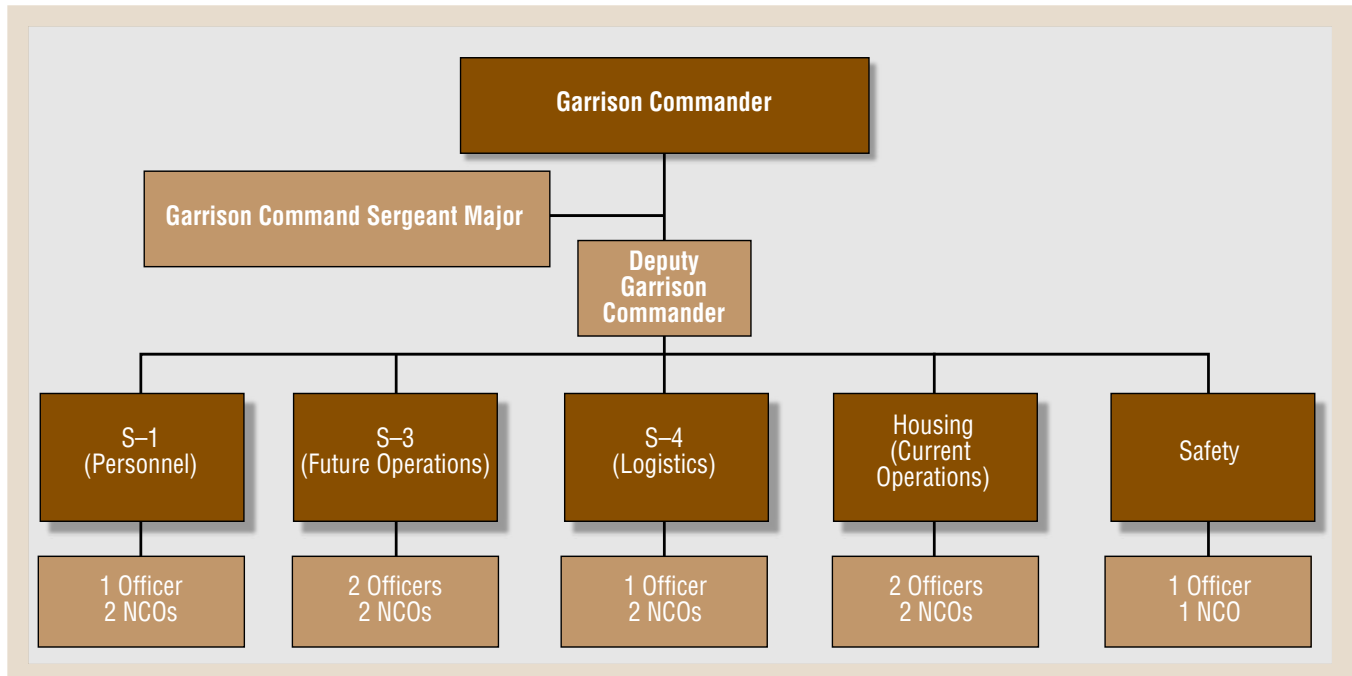 Garrison Commander
Garrison Command Sergeant Major
Deputy
Garrison
Commander
S–1
(Personnel)
S–3
(Future Operations)
S–4
(Logistics)
Housing
(Current
Operations)
Safety
1 Officer
2 NCOs
2 Officers
2 NCOs
1 Officer
2 NCOs
2 Officers
2 NCOs
1 Officer
1 NCO